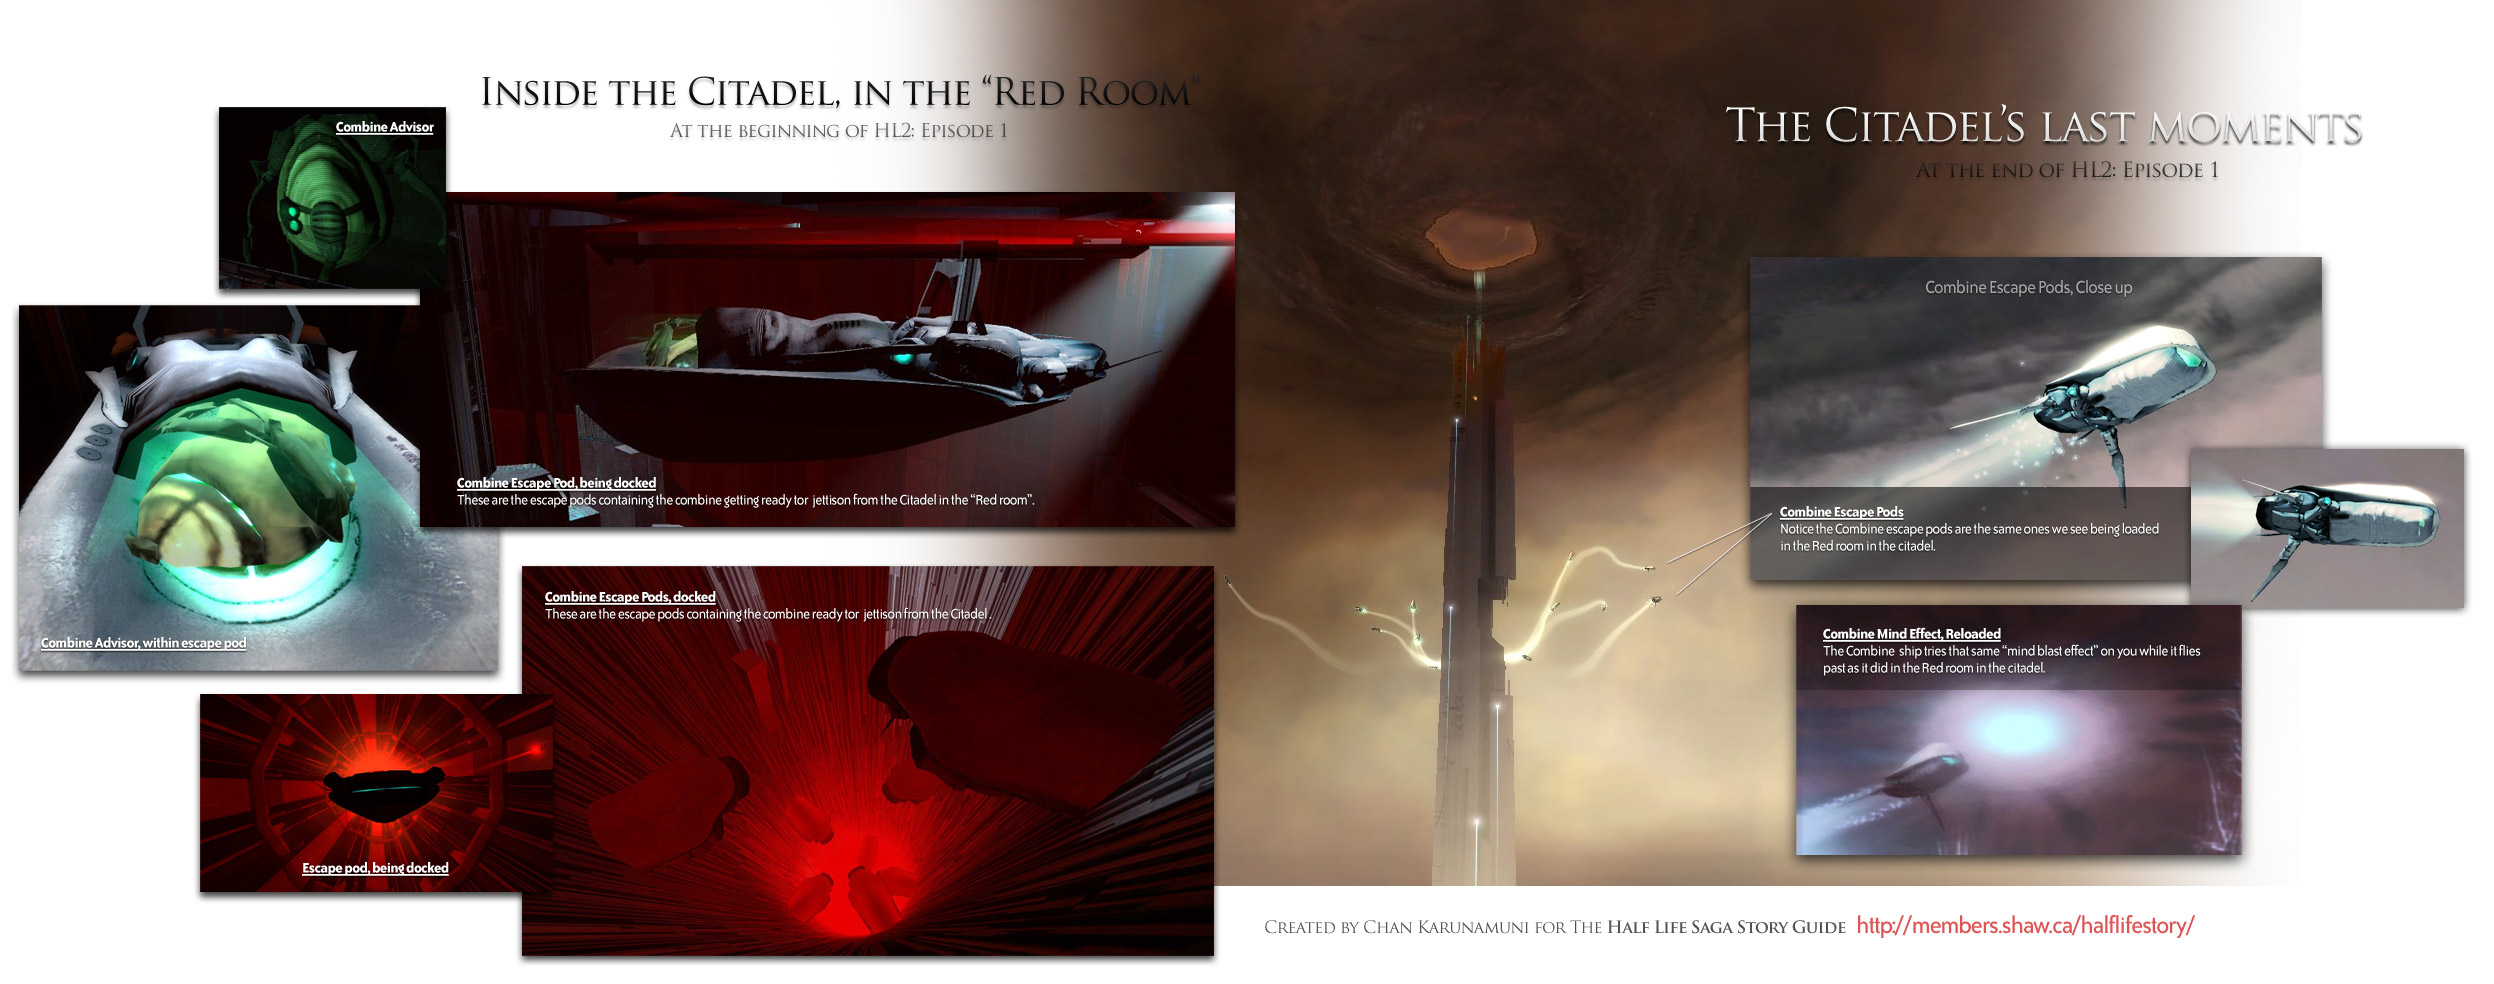 INSIDE THE CITADEL, IN THE “RED ROOM”
AT THE BEGINNING OF HL2: EPISODE 1
Combine Advisor
Combine Escape Pod, being docked
These are the escape pods containing the combine getting ready tor jettison from the Citadel in the “Red room”.
Combine Advisor, within escape pod
Combine Escape Pods, docked
These are the escape pods containing the combine ready tor jettison from the Citadel.
Escape pod, being docked
THE CITADEL’S LAST MOMENTS
AT THE END OF HL2: EPISODE 1
Combine Escape Pods, Close up
Combine Escape Pods
Notice the Combine escape pods are the same ones we see being loaded
in the Red room in the citadel.
Combine Mind Effect, Reloaded
The Combine ship tries that same “mind blast effect” on you while it flies
past as it did in the Red room in the citadel.
CREATED BY CHAN KARUNAMUNI FOR THE HALF LIFE SAGA STORY GUIDE http://members.shaw.ca/halflifestory/